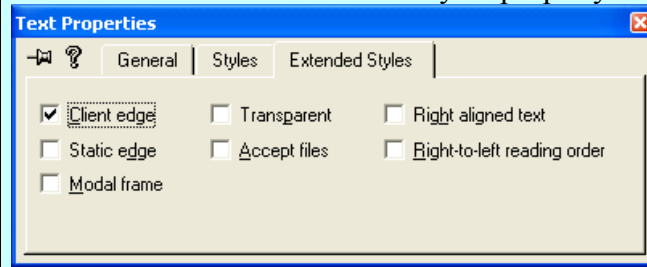 Text Properties
General Styles Extended Styles
Client edge Transparent Right aligned text
Static edge Accept files Right-to-left reading order
Modal frame